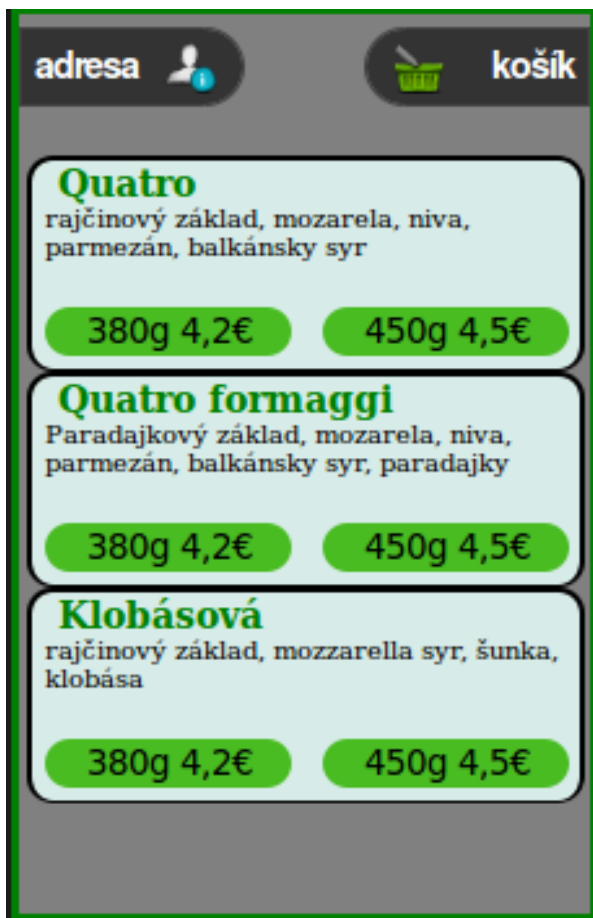 adresa košík
Quatro
rajčinový základ, mozarela, niva,
parmezán, balkánsky syr
380g 4,2€ 450g 4,5€
Quatro formaggi
Paradajkový základ, mozarela, niva,
parmezán, balkánsky syr, paradajky
380g 4,2€ 450g 4,5€
Klobásová
rajčinový základ, mozzarella syr, šunka,
klobása
380g 4,2€ 450g 4,5€